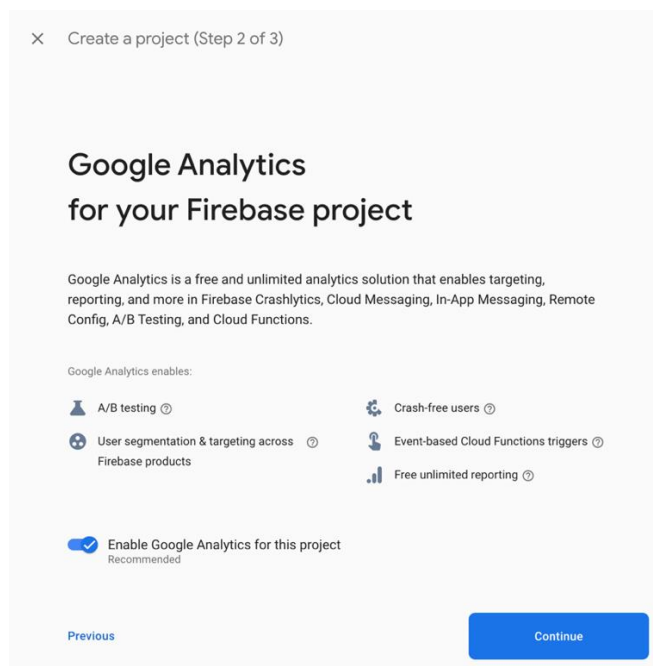 Create a project (Step 2 of 3)
Google Analytics
for your Firebase project
Google Analytics is a free and unlimited analytics solution that enables targeting,
reporting, and more in Firebase Crashlytics, Cloud Messaging, In-App Messaging, Remote
Config, A/B Testing, and Cloud Functions.
Google Analytics enables:
A/B testing
User segmentation & targeting across
Firebase products
Crash-free users
Event-based Cloud Functions triggers
Free unlimited reporting
Enable Google Analytics for this project
Recommended
Previous
Continue